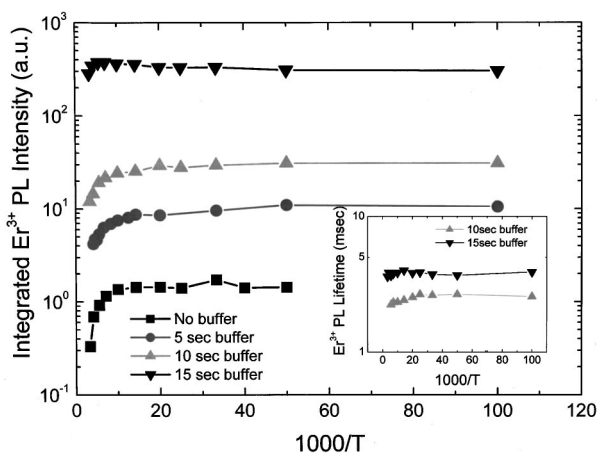 10³
10²
10¹
10⁰
10⁻¹
Integrated Er³⁺ PL Intensity (a.u.)
0 20 40 60 80 100 120
1000/T
No buffer
5 sec buffer
10 sec buffer
15 sec buffer
10
5
1
Er³⁺ PL Lifetime (msec)
10sec buffer
15sec buffer
0 20 40 60 80 100
1000/T